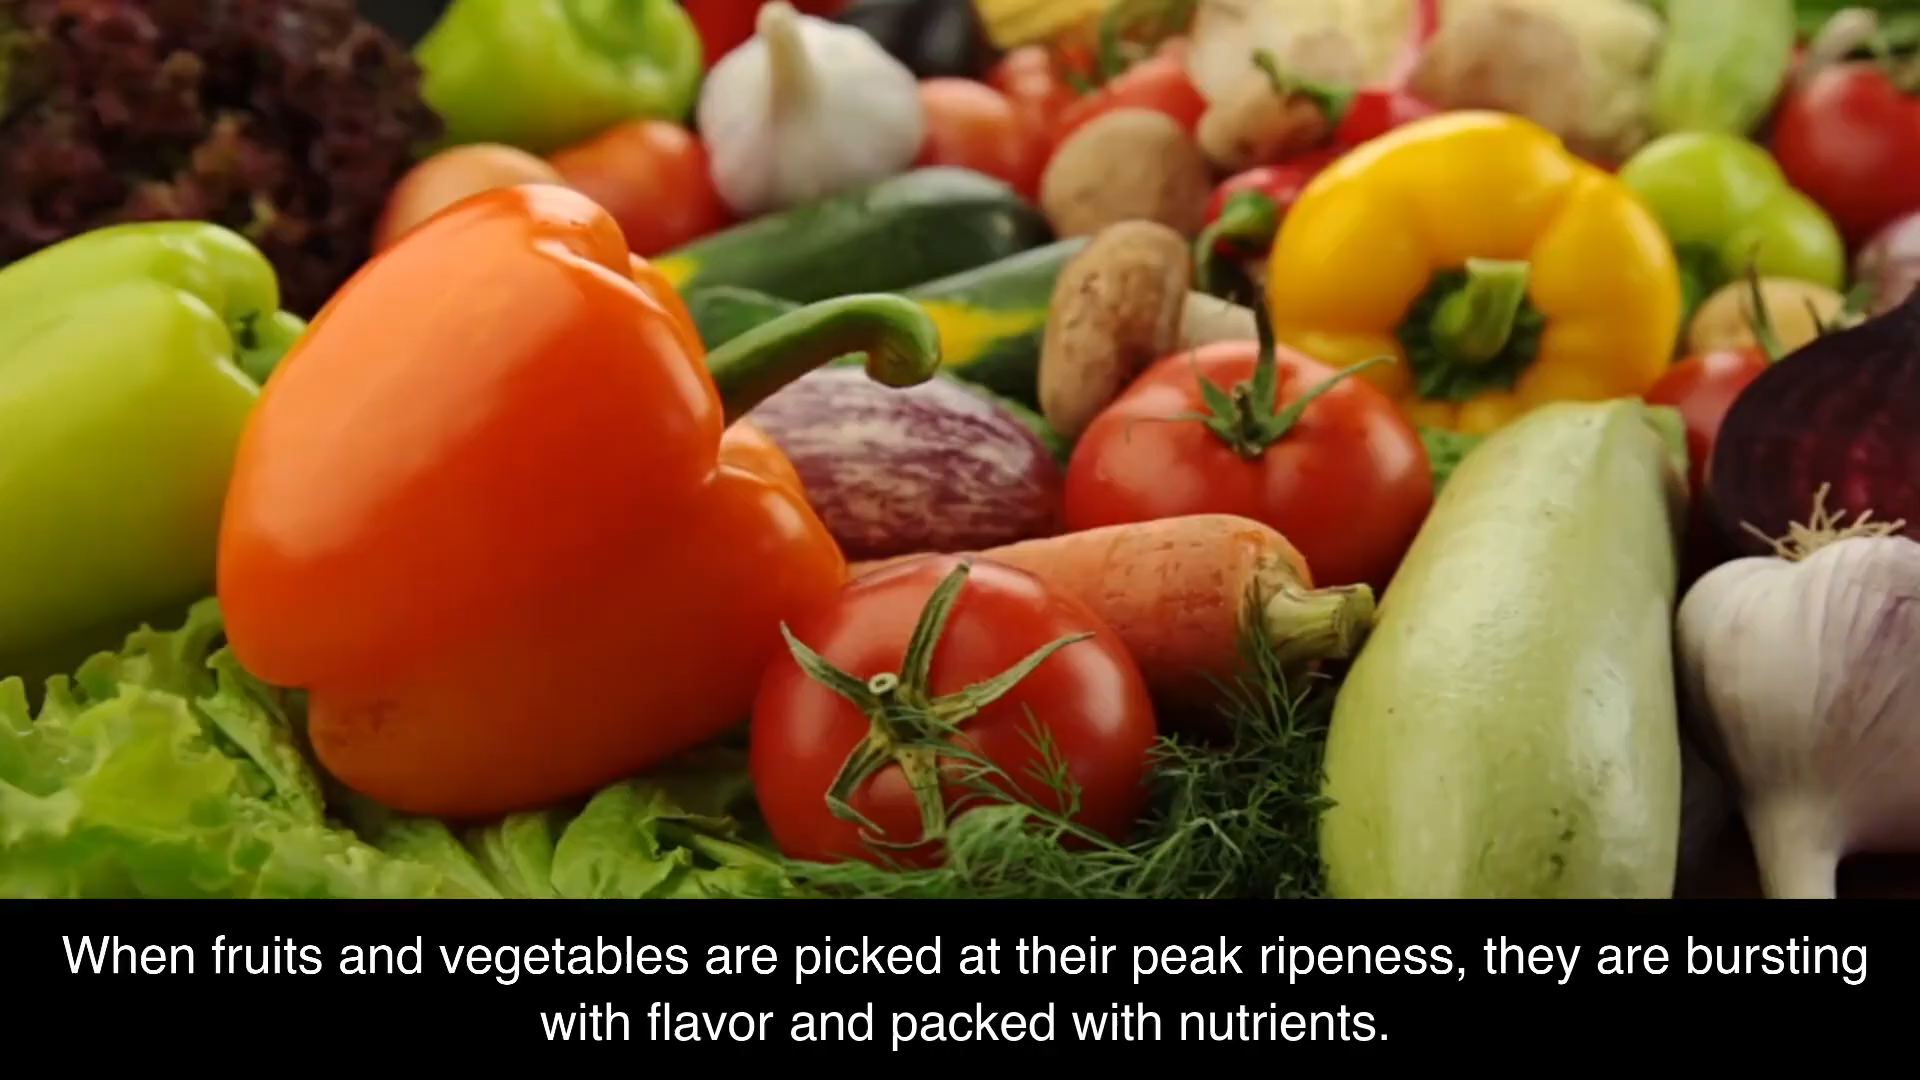 When fruits and vegetables are picked at their peak ripeness, they are bursting
with flavor and packed with nutrients.